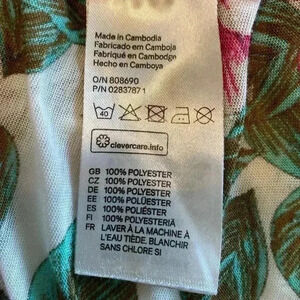 Made in Cambodia
Fabricado em Camboja
Fabriqué en Cambodge
Hecho en Camboya
O/N 808690
P/N 02837871
40
clevercare.info
GB 100% POLYESTER
CZ 100% POLYESTER
DE 100% POLYESTER
EE 100% POLÜESTER
ES 100% POLIÉSTER
FI 100% POLYESTERIÄ
FR LAVER À LA MACHINE À
L'EAU TIÈDE. BLANCHIR
SANS CHLORE SI